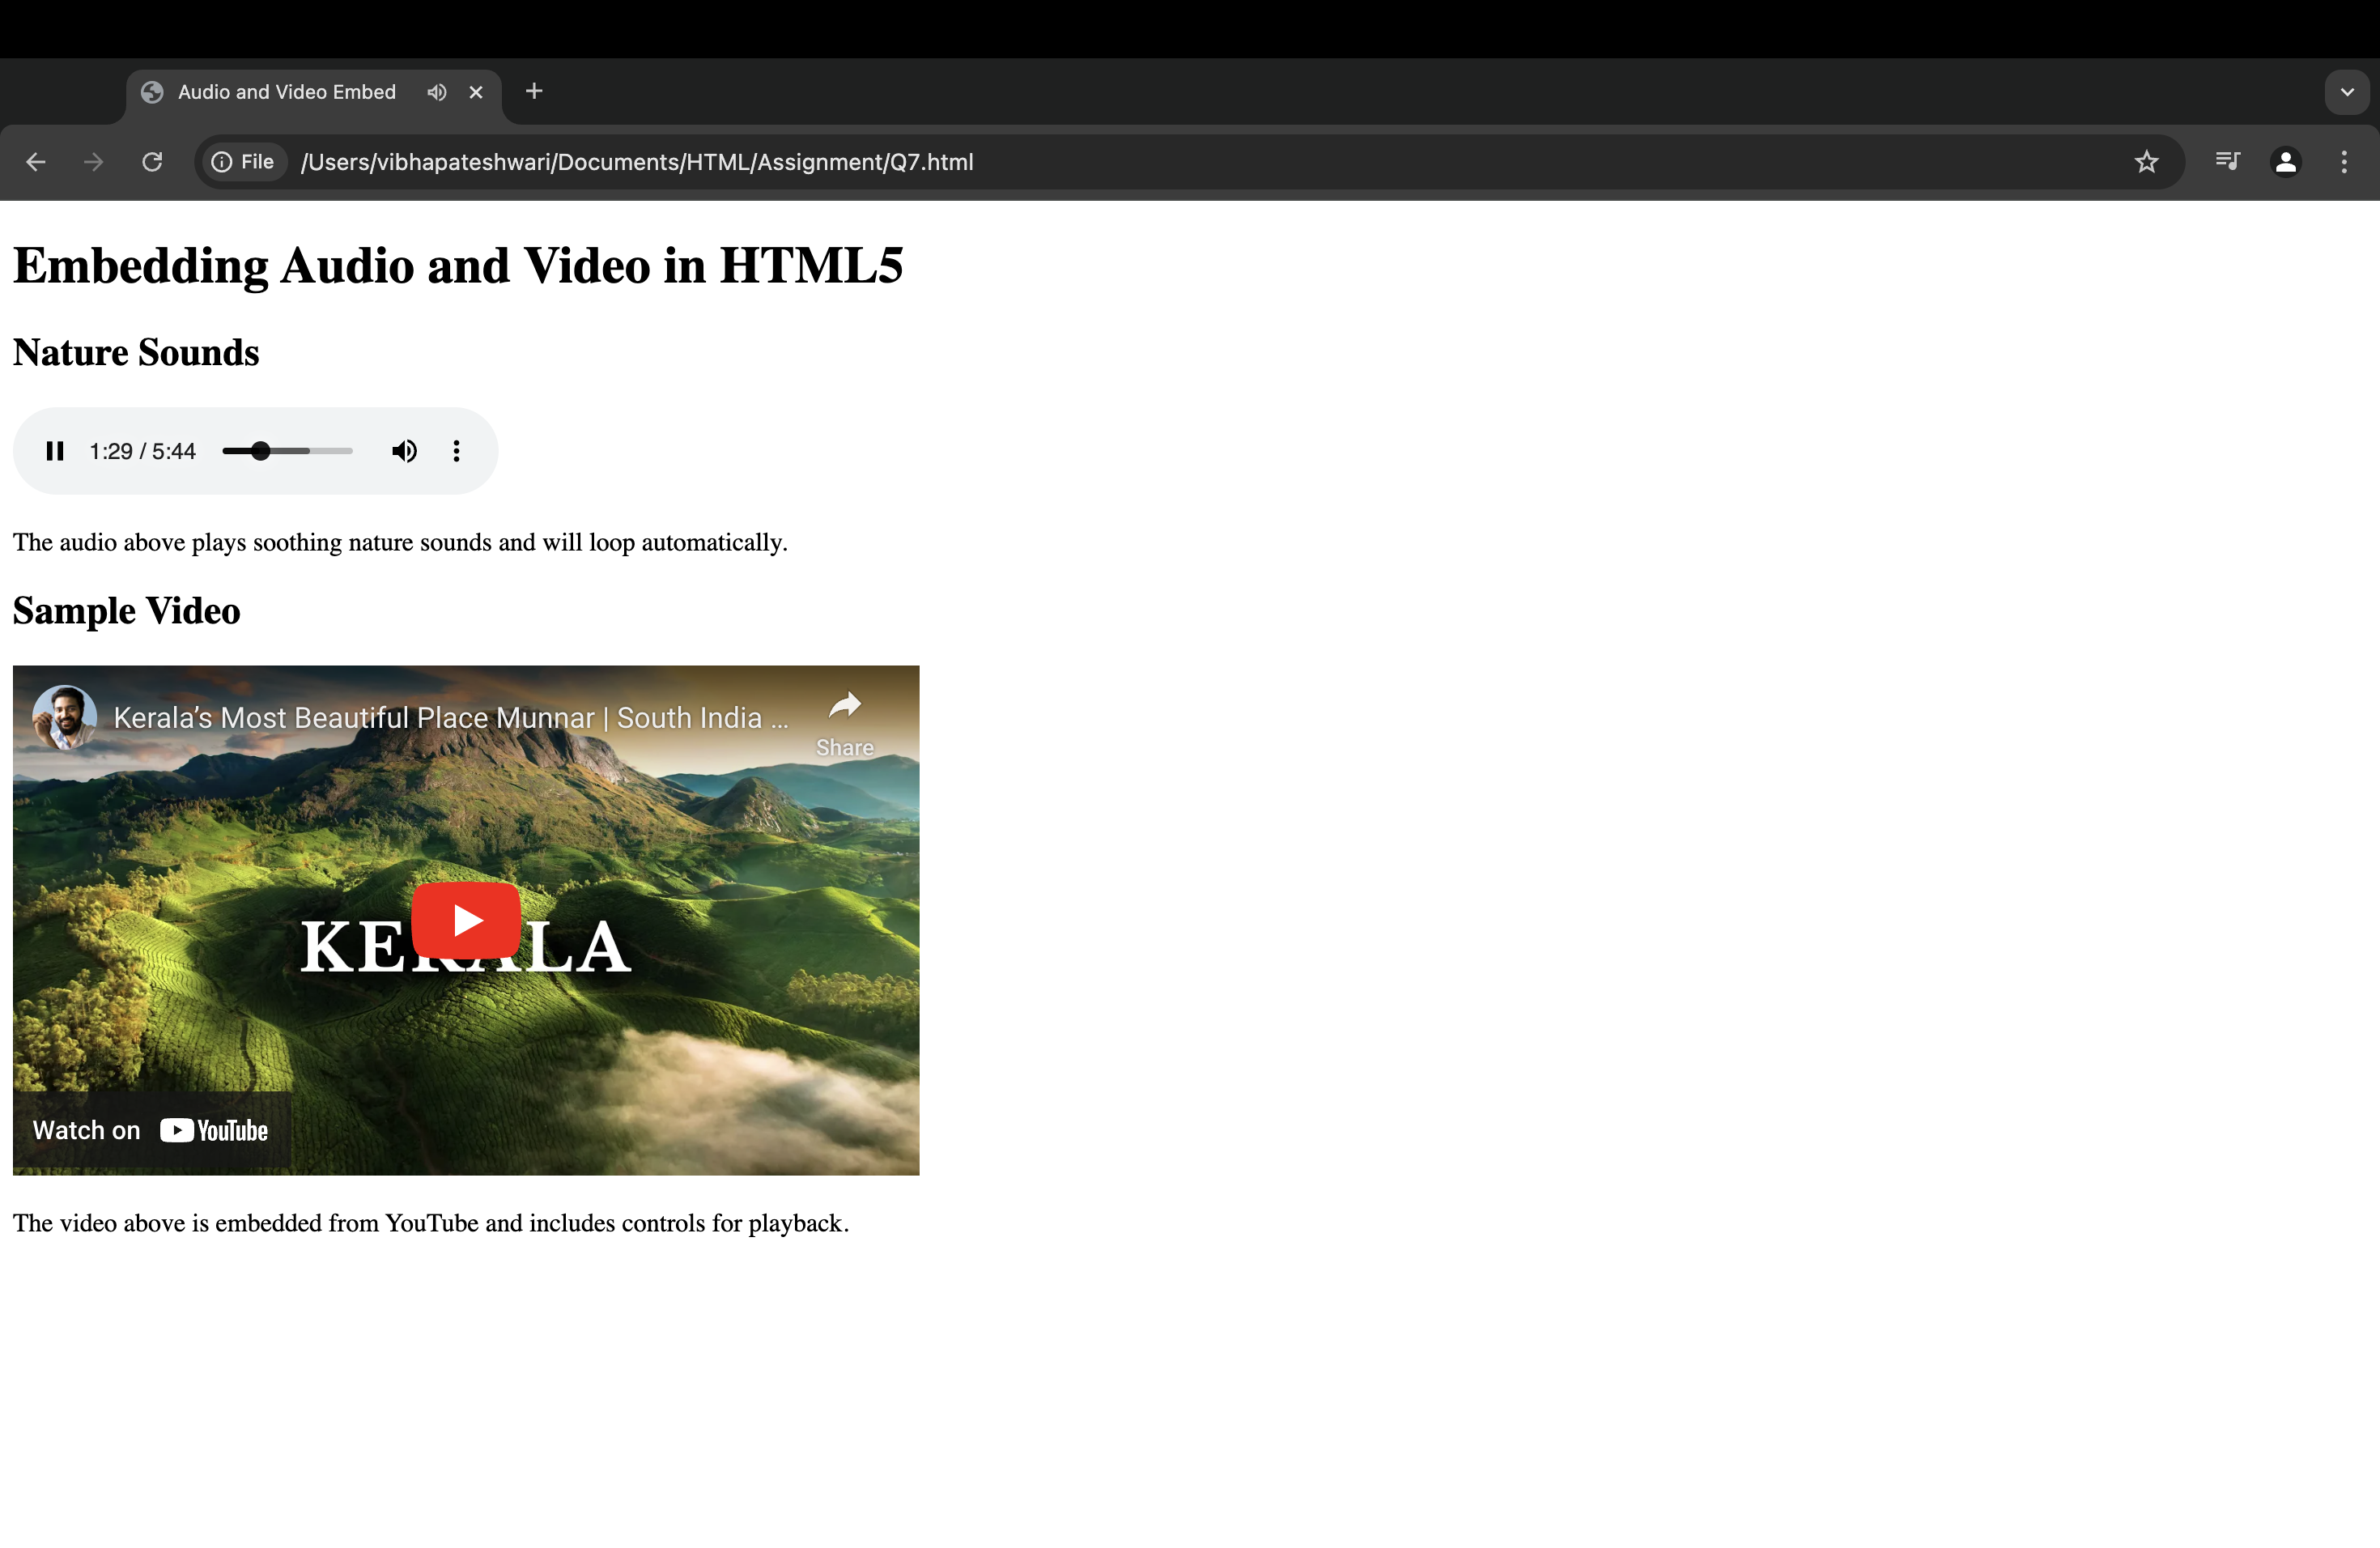 Audio and Video Embed
File /Users/vibhapateshwari/Documents/HTML/Assignment/Q7.html
Embedding Audio and Video in HTML5
Nature Sounds
1:29 / 5:44
The audio above plays soothing nature sounds and will loop automatically.
Sample Video
Kerala’s Most Beautiful Place Munnar | South India ...
Share
KERALA
Watch on YouTube
The video above is embedded from YouTube and includes controls for playback.